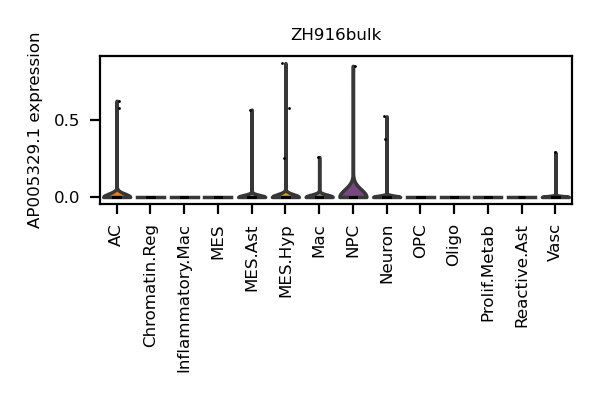 ZH916bulk
AP005329.1 expression
0.5
0.0
AC
Chromatin.Reg
Inflammatory.Mac
MES
MES.Ast
MES.Hyp
Mac
NPC
Neuron
OPC
Oligo
Prolif.Metab
Reactive.Ast
Vasc